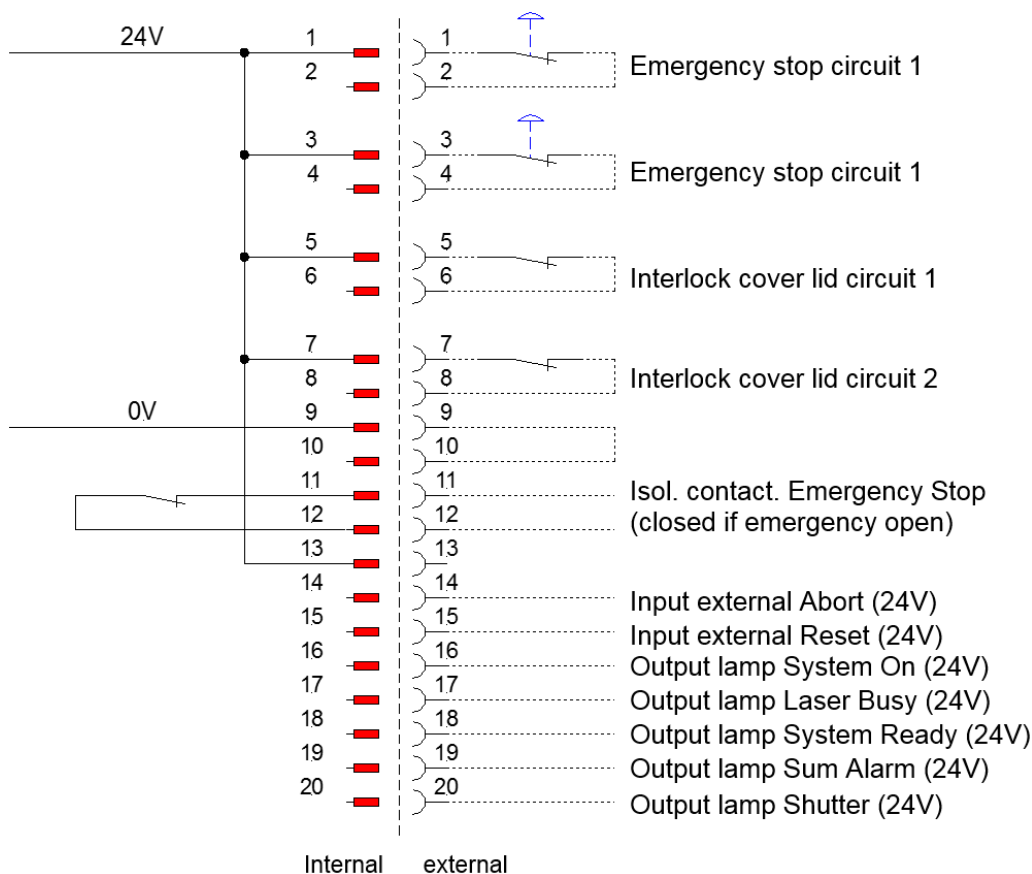 24V 1 1
2 2 Emergency stop circuit 1
3 3
4 4 Emergency stop circuit 1
5 5
6 6 Interlock cover lid circuit 1
7 7
8 8 Interlock cover lid circuit 2
0V 9 9
10 10
11 11 Isol. contact. Emergency Stop
12 12 (closed if emergency open)
13 13
14 14 Input external Abort (24V)
15 15 Input external Reset (24V)
16 16 Output lamp System On (24V)
17 17 Output lamp Laser Busy (24V)
18 18 Output lamp System Ready (24V)
19 19 Output lamp Sum Alarm (24V)
20 20 Output lamp Shutter (24V)
Internal external